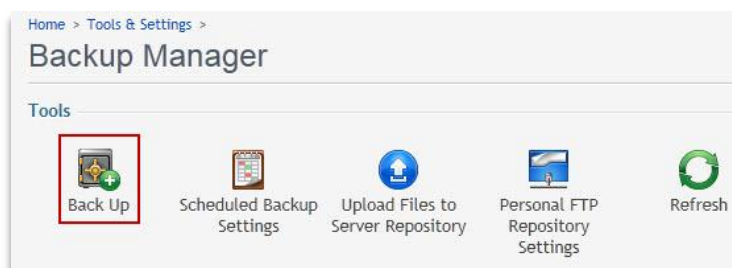 Home > Tools & Settings >
Backup Manager
Tools
Back Up
Scheduled Backup
Settings
Upload Files to
Server Repository
Personal FTP
Repository
Settings
Refresh